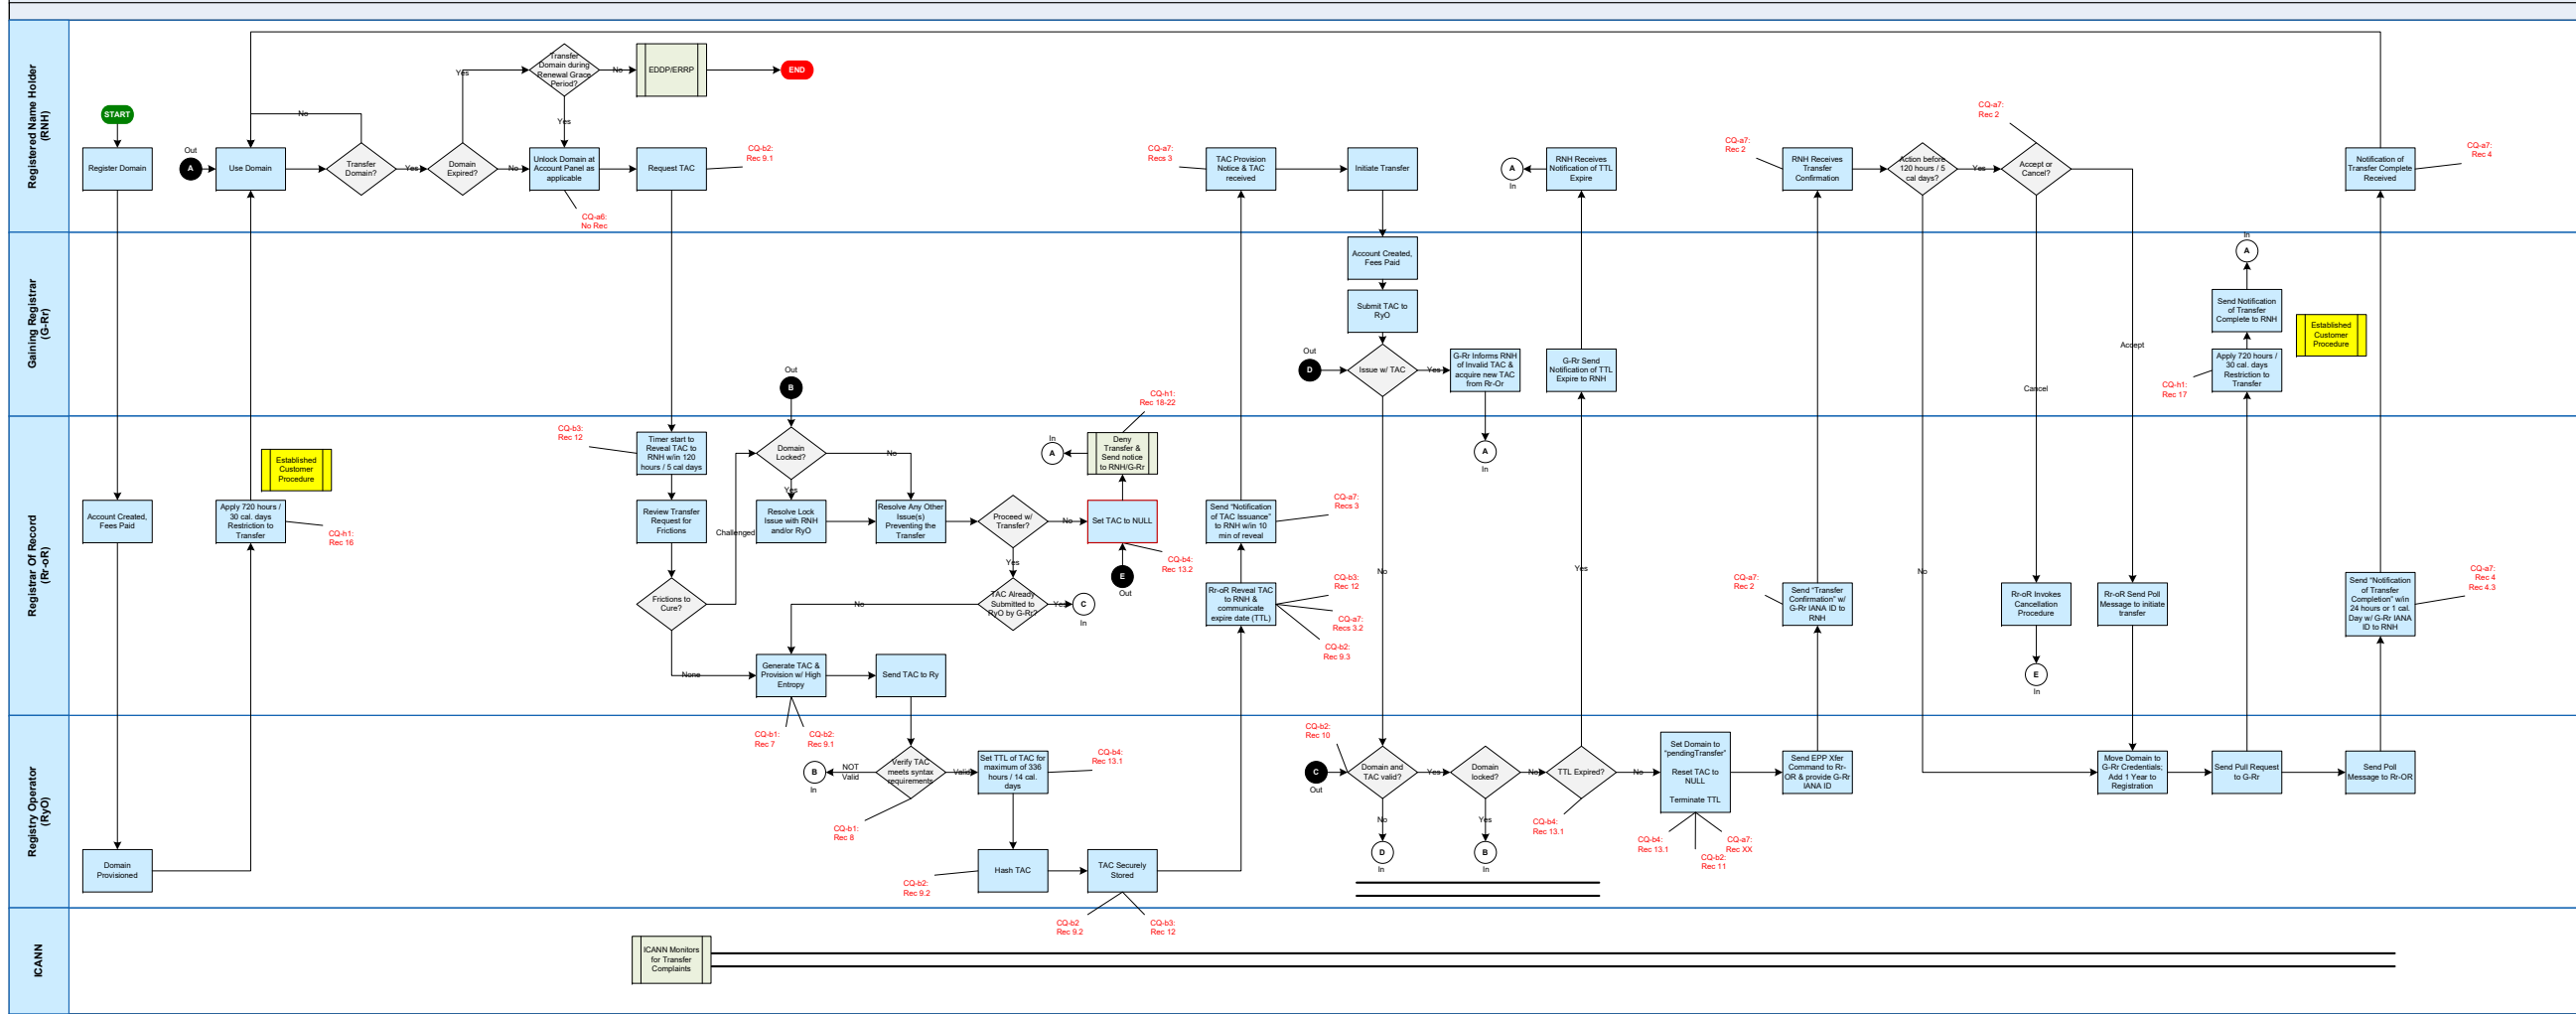 Registered Name Holder
(RNH)
START
Register Domain
Out
A
Use Domain
No
Transfer
Domain?
Yes
Domain
Expired?
Yes
No
Transfer
Domain during
Renewal Grace
Period?
No
Yes
EDDP/ERRP
END
Unlock Domain at
Account Panel as
applicable
CQ-a6:
No Rec
Request TAC
CQ-b2:
Rec 9.1
CQ-a7:
Recs 3
TAC Provision
Notice & TAC
received
Initiate Transfer
A
In
RNH Receives
Notification of TTL
Expire
CQ-a7:
Rec 2
RNH Receives
Transfer
Confirmation
Action before
120 hours / 5
cal days?
Yes
CQ-a7:
Rec 2
Accept or
Cancel?
Notification of
Transfer Complete
Received
CQ-a7:
Rec 4
Gaining Registrar
(G-Rr)
Account Created,
Fees Paid
Submit TAC to
RyO
Out
D
Issue w/ TAC
Yes
G-Rr Informs RNH
of Invalid TAC &
acquire new TAC
from Rr-Or
G-Rr Send
Notification of TTL
Expire to RNH
Cancel
Accept
In
A
Send Notification
of Transfer
Complete to RNH
Apply 720 hours /
30 cal. days
Restriction to
Transfer
CQ-h1:
Rec 17
Established
Customer
Procedure
Out
B
Registrar Of Record
(Rr-oR)
Account Created,
Fees Paid
Apply 720 hours /
30 cal. days
Restriction to
Transfer
Established
Customer
Procedure
CQ-h1:
Rec 16
CQ-b3:
Rec 12
Timer start to
Reveal TAC to
RNH w/in 120
hours / 5 cal days
Review Transfer
Request for
Frictions
Frictions to
Cure?
Challenged
None
Domain
Locked?
Yes
No
Resolve Lock
Issue with RNH
and/or RyO
Resolve Any Other
Issue(s)
Preventing the
Transfer
Proceed w/
Transfer?
No
Yes
In
A
Deny
Transfer &
Send notice
to RNH/G-Rr
CQ-h1:
Rec 18-22
Set TAC to NULL
CQ-b4:
Rec 13.2
E
Out
TAC Already
Submitted to
RyO by G-Rr?
Yes
C
In
No
Generate TAC &
Provision w/ High
Entropy
CQ-b1:
Rec 7
CQ-b2:
Rec 9.1
Send TAC to Ry
Send “Notification
of TAC Issuance”
to RNH w/in 10
min of reveal
CQ-a7:
Recs 3
Rr-oR Reveal TAC
to RNH &
communicate
expire date (TTL)
CQ-b3:
Rec 12
CQ-a7:
Recs 3.2
CQ-b2:
Rec 9.3
A
In
No
Yes
CQ-a7:
Rec 2
Send “Transfer
Confirmation” w/
G-Rr IANA ID to
RNH
No
Rr-oR Invokes
Cancellation
Procedure
E
In
Rr-oR Send Poll
Message to initiate
transfer
Send “Notification
of Transfer
Completion” w/in
24 hours or 1 cal.
Day w/ G-Rr IANA
ID to RNH
CQ-a7:
Rec 4
Rec 4.3
Registry Operator
(RyO)
Domain
Provisioned
B
In
NOT
Valid
Verify TAC
meets syntax
requirements
Valid
CQ-b1:
Rec 8
Set TTL of TAC for
maximum of 336
hours / 14 cal.
days
CQ-b4:
Rec 13.1
Hash TAC
CQ-b2:
Rec 9.2
TAC Securely
Stored
CQ-b2
Rec 9.2
CQ-b3:
Rec 12
CQ-b2:
Rec 10
C
Out
Domain and
TAC valid?
Yes
No
D
In
Domain
locked?
No
Yes
B
In
TTL Expired?
No
CQ-b4:
Rec 13.1
Set Domain to
“pendingTransfer”
Reset TAC to
NULL
Terminate TTL
CQ-b4:
Rec 13.1
CQ-b2:
Rec 11
CQ-a7:
Rec XX
Send EPP Xfer
Command to Rr-
OR & provide G-Rr
IANA ID
Move Domain to
G-Rr Credentials;
Add 1 Year to
Registration
Send Pull Request
to G-Rr
Send Poll
Message to Rr-OR
ICANN
ICANN Monitors
for Transfer
Complaints